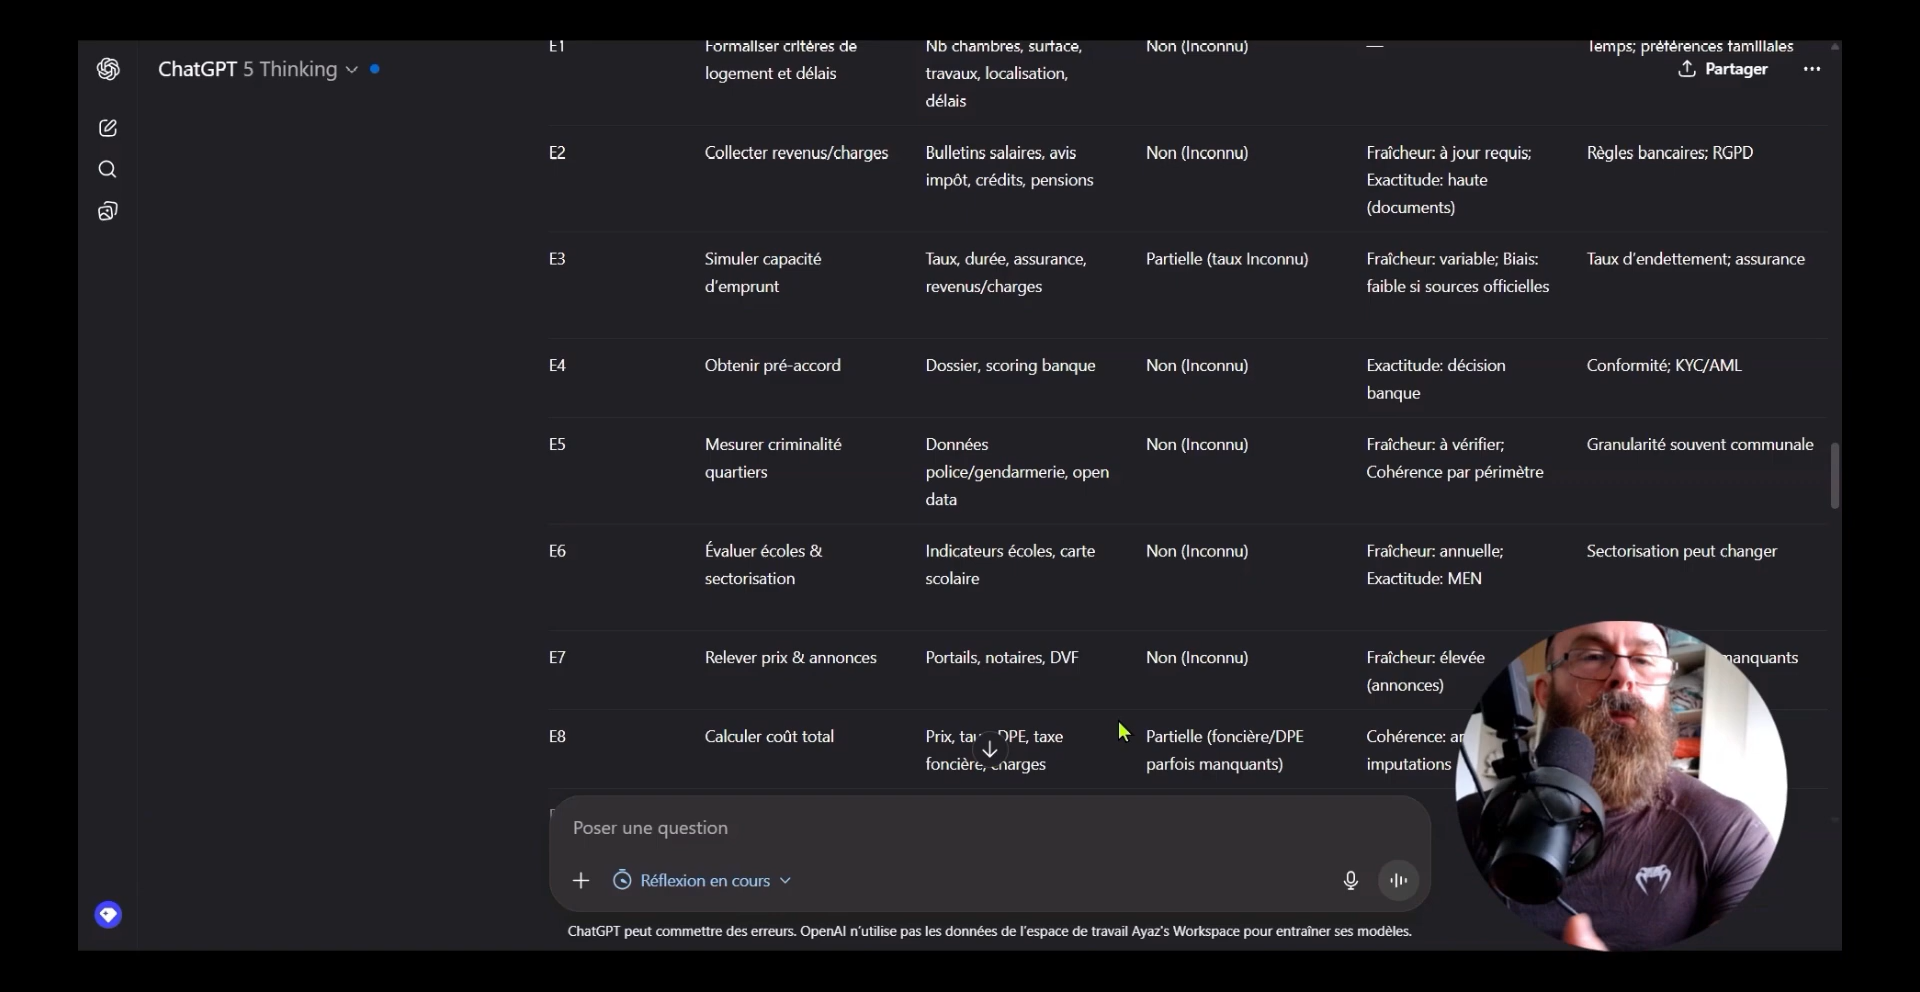 ChatGPT 5 Thinking
Partager
E1
Formaliser critères de
logement et délais
Nb chambres, surface,
travaux, localisation,
délais
Non (Inconnu)
—
Temps; préférences familiales
E2
Collecter revenus/charges
Bulletins salaires, avis
impôt, crédits, pensions
Non (Inconnu)
Fraîcheur: à jour requis;
Exactitude: haute
(documents)
Règles bancaires; RGPD
E3
Simuler capacité
d'emprunt
Taux, durée, assurance,
revenus/charges
Partielle (taux Inconnu)
Fraîcheur: variable; Biais:
faible si sources officielles
Taux d'endettement; assurance
E4
Obtenir pré-accord
Dossier, scoring banque
Non (Inconnu)
Exactitude: décision
banque
Conformité; KYC/AML
E5
Mesurer criminalité
quartiers
Données
police/gendarmerie, open
data
Non (Inconnu)
Fraîcheur: à vérifier;
Cohérence par périmètre
Granularité souvent communale
E6
Évaluer écoles &
sectorisation
Indicateurs écoles, carte
scolaire
Non (Inconnu)
Fraîcheur: annuelle;
Exactitude: MEN
Sectorisation peut changer
E7
Relever prix & annonces
Portails, notaires, DVF
Non (Inconnu)
Fraîcheur: élevée
(annonces)
manquants
E8
Calculer coût total
Prix, DPE, taxe
foncière, charges
Partielle (foncière/DPE
parfois manquants)
Cohérence:
imputations
Poser une question
Réflexion en cours
ChatGPT peut commettre des erreurs. OpenAI n'utilise pas les données de l'espace de travail Ayaz's Workspace pour entraîner ses modèles.